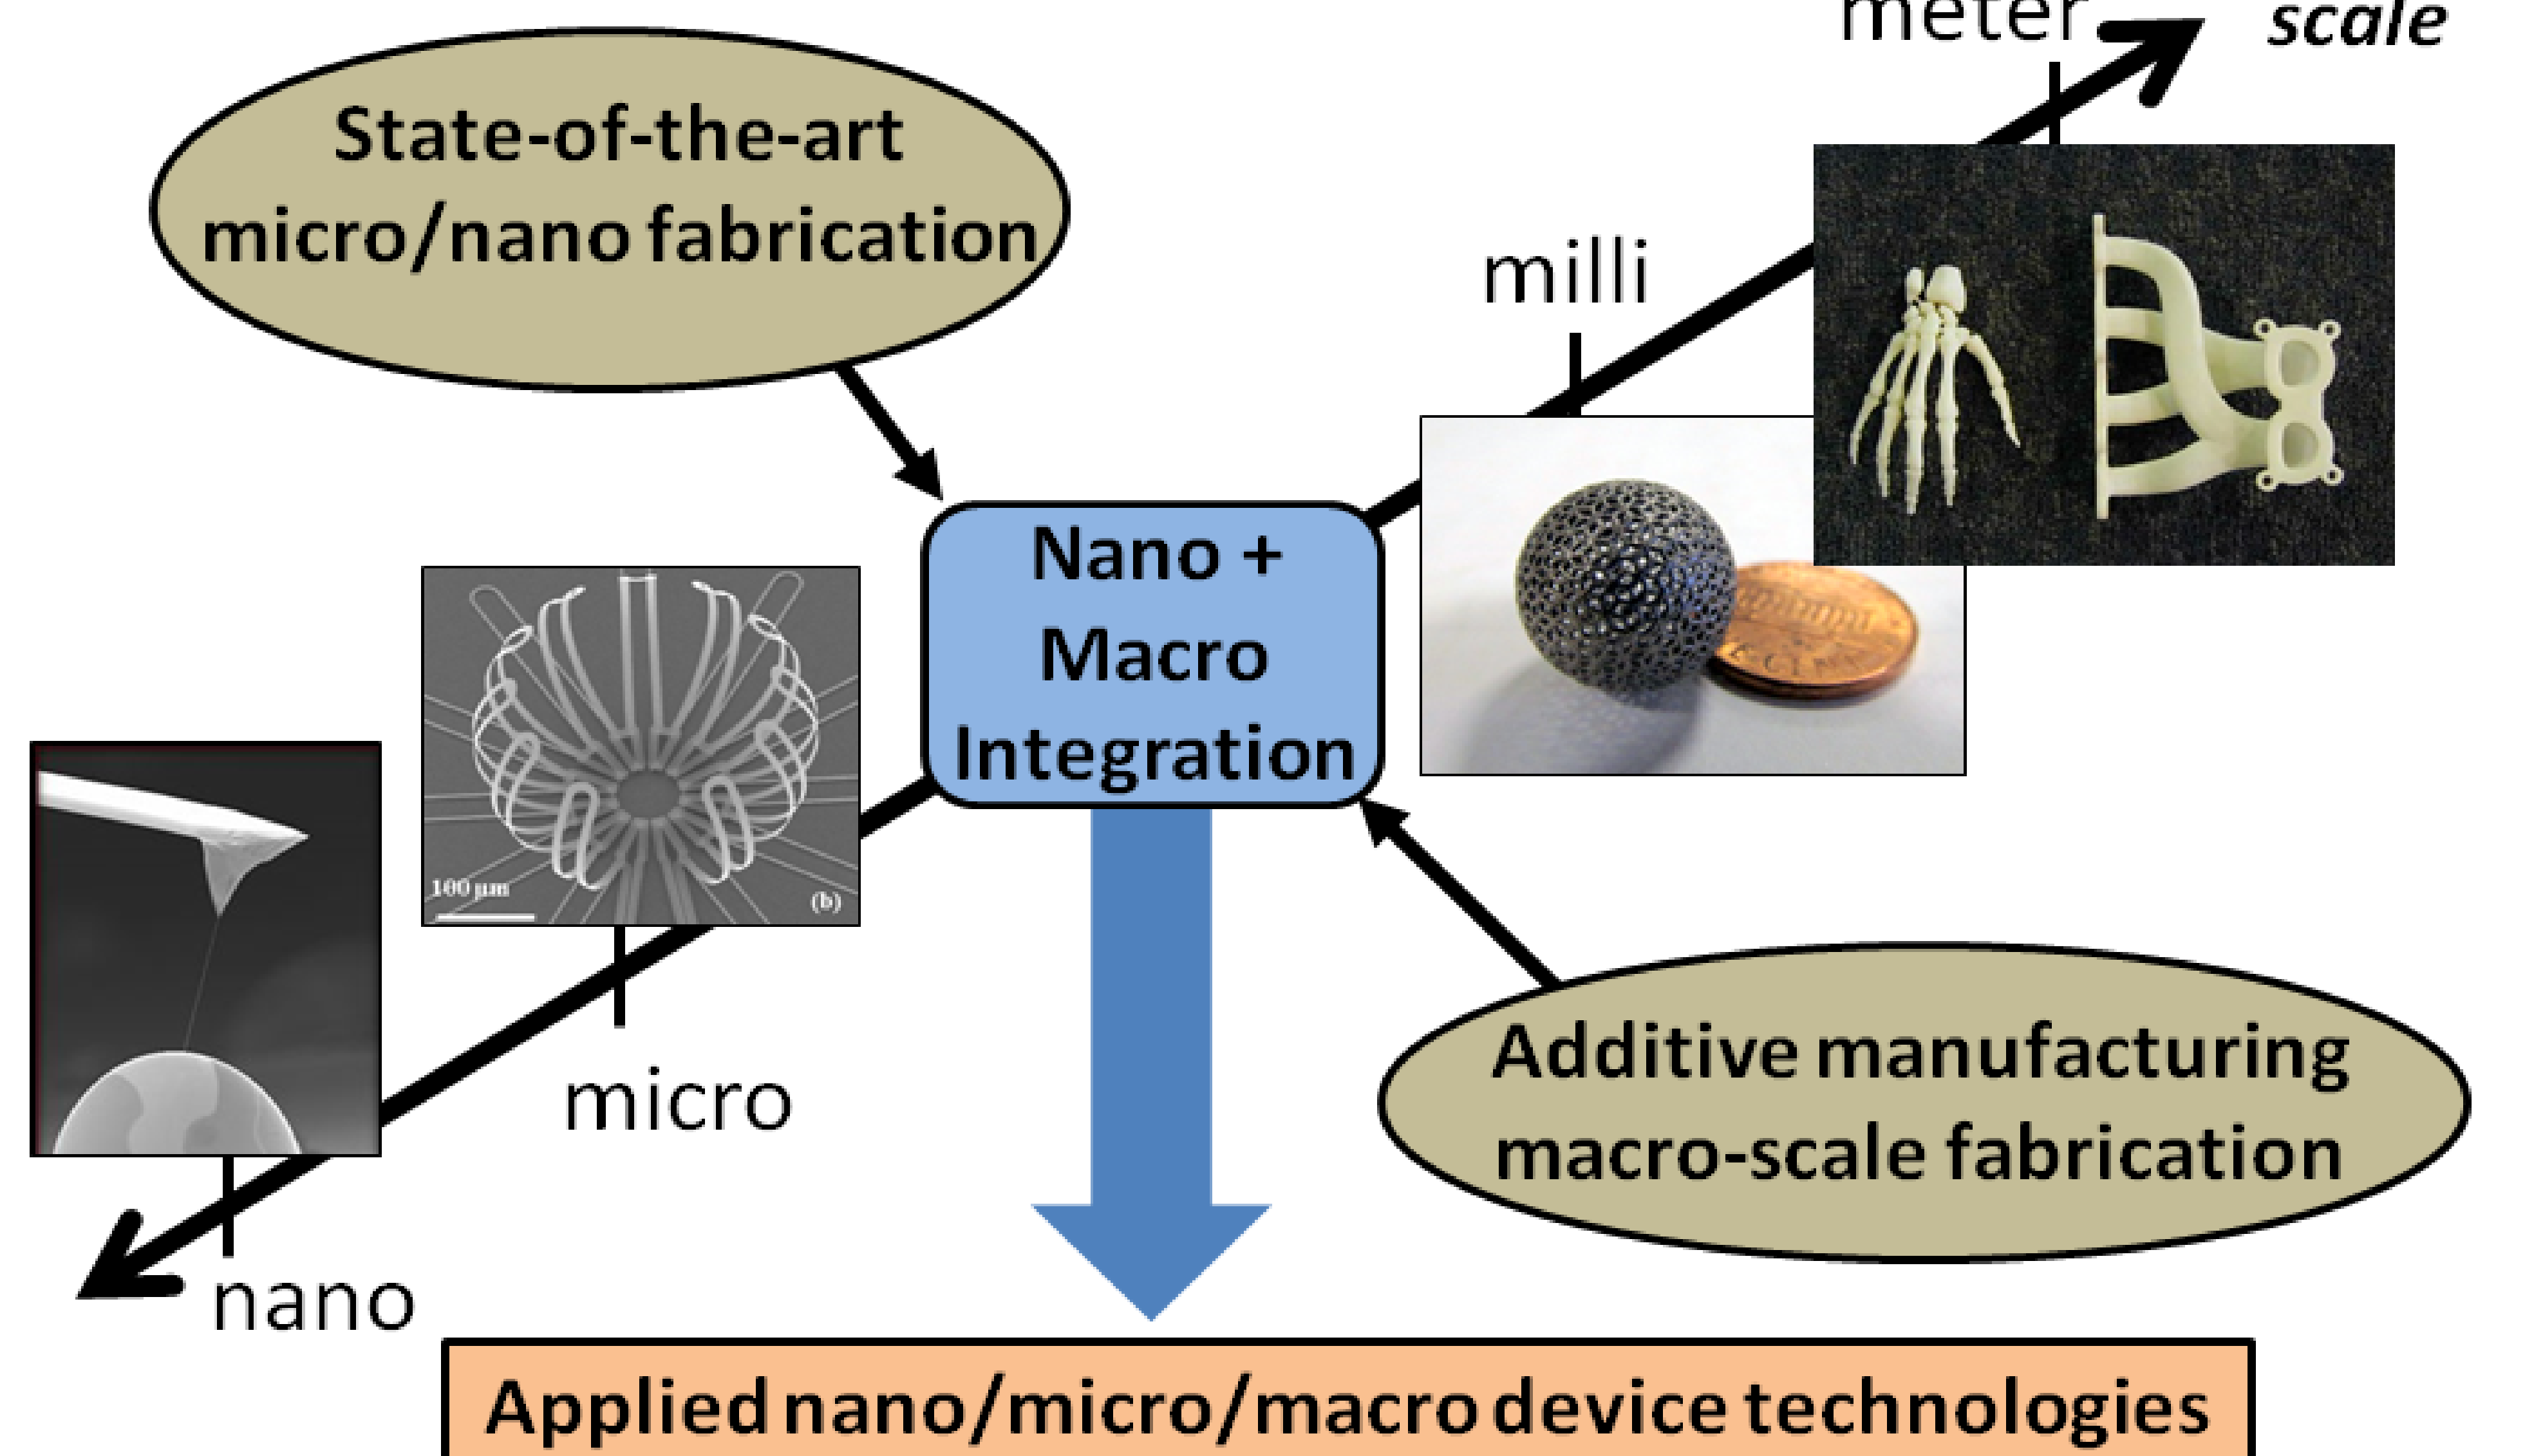 meter
scale
State-of-the-art
micro/nano fabrication
milli
Nano +
Macro
Integration
100 µm
(b)
micro
Additive manufacturing
macro-scale fabrication
nano
Applied nano/micro/macro device technologies